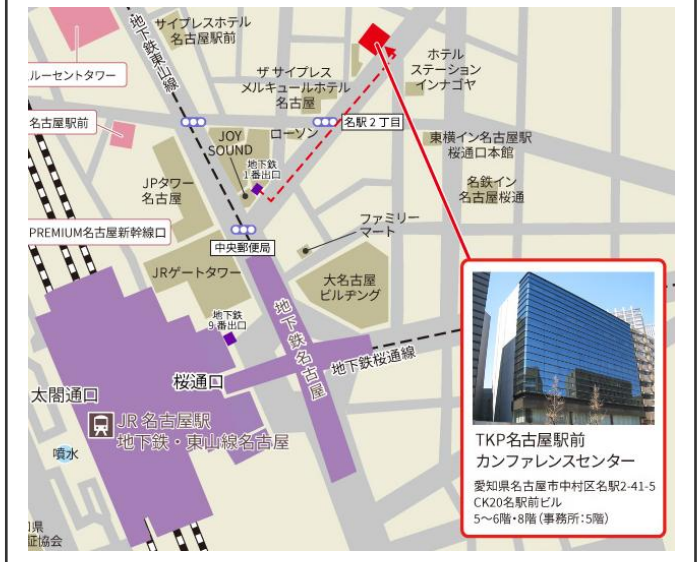 サイプレスホテル
名古屋駅前
地下鉄東山線
ルーセントタワー
ホテル
ステーション
インナゴヤ
ザ サイプレス
メルキュールホテル
名古屋
名古屋駅前
JOY
SOUND
ローソン
名駅2丁目
東横イン名古屋駅
桜通口本館
地下鉄
1番出口
JPタワー
名古屋
名鉄イン
名古屋桜通
PREMIUM名古屋新幹線口
ファミリー
マート
中央郵便局
JRゲートタワー
大名古屋
ビルヂング
地下鉄名古屋
地下鉄
9番出口
地下鉄桜通線
桜通口
太閤通口
JR 名古屋駅
地下鉄・東山線名古屋
噴水
県
証協会
TKP名古屋駅前
カンファレンスセンター
愛知県名古屋市中村区名駅2-41-5
CK20名駅前ビル
5〜6階・8階(事務所:5階)